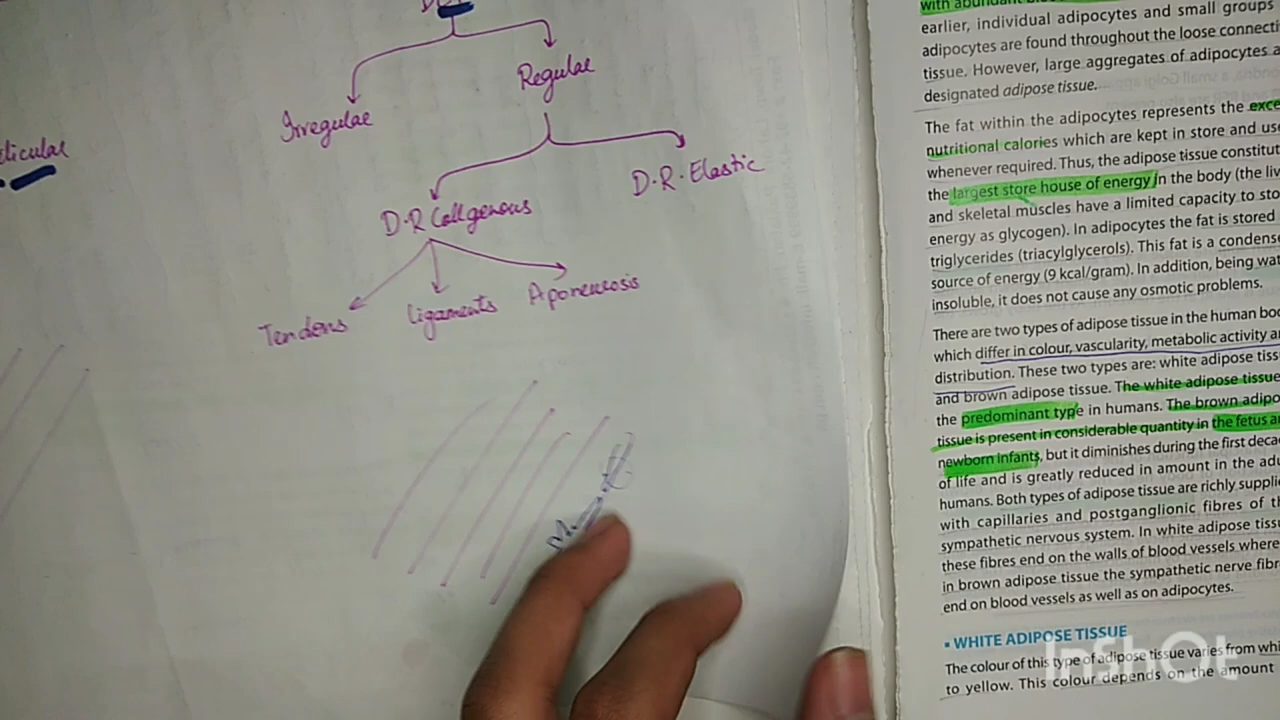 Irregular
Regular
D.R Collgenous
D.R. Elastic
Tendons
Ligaments
Aponeurosis
with abundant
earlier, individual adipocytes and small groups
adipocytes are found throughout the loose connecti
tissue. However, large aggregates of adipocytes a
designated adipose tissue.
The fat within the adipocytes represents the exce
nutritional calories which are kept in store and use
whenever required. Thus, the adipose tissue constitut
the largest store house of energy in the body (the liv
and skeletal muscles have a limited capacity to sto
energy as glycogen). In adipocytes the fat is stored
triglycerides (triacylglycerols). This fat is a condense
source of energy (9 kcal/gram). In addition, being wat
insoluble, it does not cause any osmotic problems.
There are two types of adipose tissue in the human bod
which differ in colour, vascularity, metabolic activity a
distribution. These two types are: white adipose tiss
and brown adipose tissue. The white adipose tissue
the predominant type in humans. The brown adipo
tissue is present in considerable quantity in the fetus a
newborn infants, but it diminishes during the first deca
of life and is greatly reduced in amount in the adu
humans. Both types of adipose tissue are richly supplie
with capillaries and postganglionic fibres of th
sympathetic nervous system. In white adipose tiss
these fibres end on the walls of blood vessels where
in brown adipose tissue the sympathetic nerve fibr
end on blood vessels as well as on adipocytes.
▪ WHITE ADIPOSE TISSUE
The colour of this type of adipose tissue varies from whi
to yellow. This colour depends on the amount
InShOt